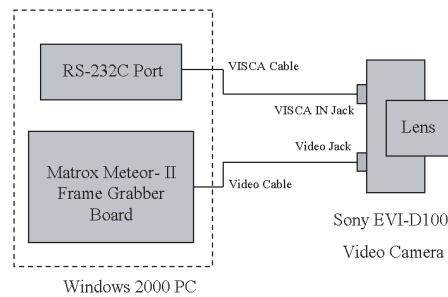 RS-232C Port
VISCA Cable
VISCA IN Jack
Lens
Video Jack
Matrox Meteor- II
Frame Grabber
Board
Video Cable
Sony EVI-D100
Video Camera
Windows 2000 PC